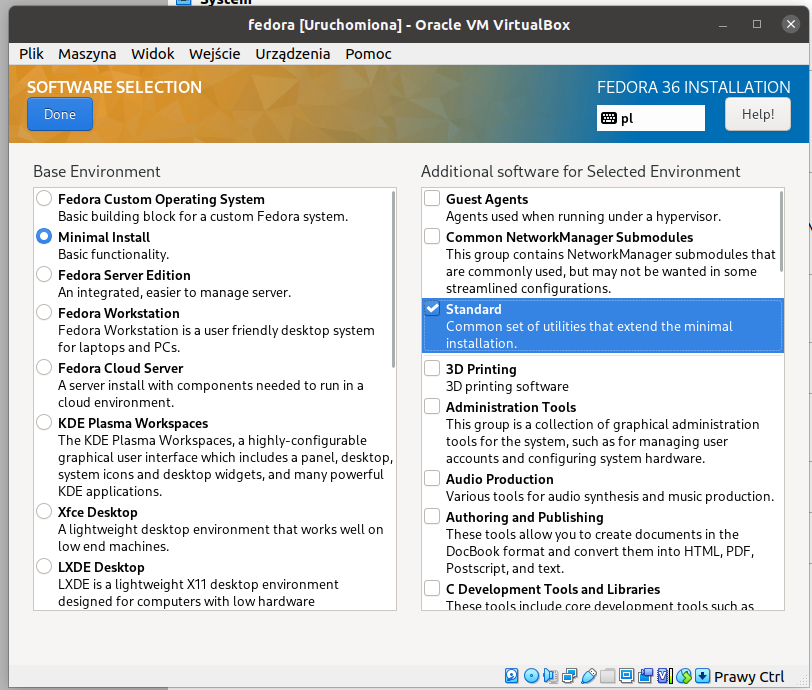 System
fedora [Uruchomiona] - Oracle VM VirtualBox
Plik Maszyna Widok Wejście Urządzenia Pomoc
SOFTWARE SELECTION
Done
FEDORA 36 INSTALLATION
pl
Help!
Base Environment
Fedora Custom Operating System
Basic building block for a custom Fedora system.
Minimal Install
Basic functionality.
Fedora Server Edition
An integrated, easier to manage server.
Fedora Workstation
Fedora Workstation is a user friendly desktop system
for laptops and PCs.
Fedora Cloud Server
A server install with components needed to run in a
cloud environment.
KDE Plasma Workspaces
The KDE Plasma Workspaces, a highly-configurable
graphical user interface which includes a panel, desktop,
system icons and desktop widgets, and many powerful
KDE applications.
Xfce Desktop
A lightweight desktop environment that works well on
low end machines.
LXDE Desktop
LXDE is a lightweight X11 desktop environment
designed for computers with low hardware
Additional software for Selected Environment
Guest Agents
Agents used when running under a hypervisor.
Common NetworkManager Submodules
This group contains NetworkManager submodules that
are commonly used, but may not be wanted in some
streamlined configurations.
Standard
Common set of utilities that extend the minimal
installation.
3D Printing
3D printing software
Administration Tools
This group is a collection of graphical administration
tools for the system, such as for managing user
accounts and configuring system hardware.
Audio Production
Various tools for audio synthesis and music production.
Authoring and Publishing
These tools allow you to create documents in the
DocBook format and convert them into HTML, PDF,
Postscript, and text.
C Development Tools and Libraries
These tools include core development tools such as
Prawy Ctrl